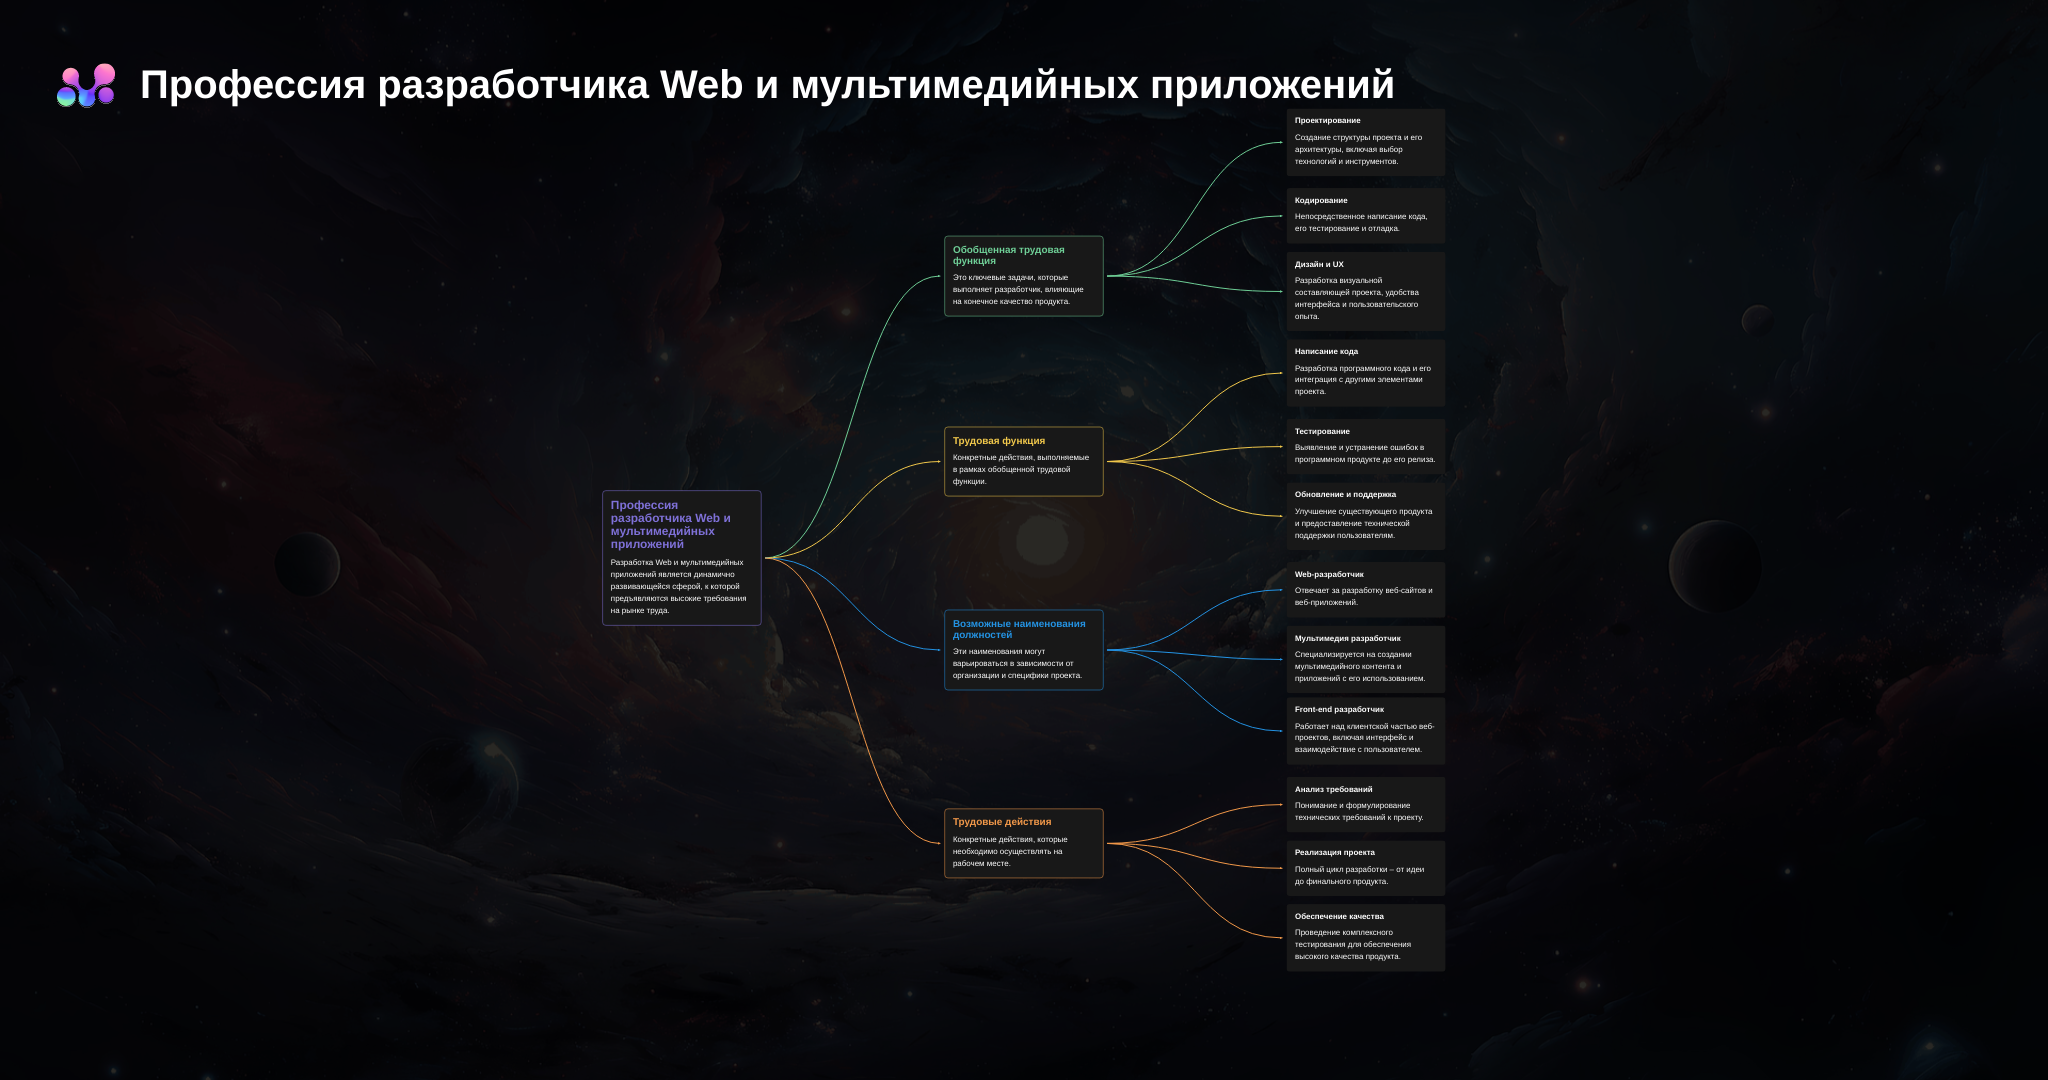 Профессия разработчика Web и мультимедийных приложений
Профессия
разработчика Web и
мультимедийных
приложений
Разработка Web и мультимедийных
приложений является динамично
развивающейся сферой, к которой
предъявляются высокие требования
на рынке труда.
Обобщенная трудовая
функция
Это ключевые задачи, которые
выполняет разработчик, влияющие
на конечное качество продукта.
Проектирование
Создание структуры проекта и его
архитектуры, включая выбор
технологий и инструментов.
Кодирование
Непосредственное написание кода,
его тестирование и отладка.
Дизайн и UX
Разработка визуальной
составляющей проекта, удобства
интерфейса и пользовательского
опыта.
Трудовая функция
Конкретные действия, выполняемые
в рамках обобщенной трудовой
функции.
Написание кода
Разработка программного кода и его
интеграция с другими элементами
проекта.
Тестирование
Выявление и устранение ошибок в
программном продукте до его релиза.
Обновление и поддержка
Улучшение существующего продукта
и предоставление технической
поддержки пользователям.
Возможные наименования
должностей
Эти наименования могут
варьироваться в зависимости от
организации и специфики проекта.
Web-разработчик
Отвечает за разработку веб-сайтов и
веб-приложений.
Мультимедия разработчик
Специализируется на создании
мультимедийного контента и
приложений с его использованием.
Front-end разработчик
Работает над клиентской частью веб-
проектов, включая интерфейс и
взаимодействие с пользователем.
Трудовые действия
Конкретные действия, которые
необходимо осуществлять на
рабочем месте.
Анализ требований
Понимание и формулирование
технических требований к проекту.
Реализация проекта
Полный цикл разработки – от идеи
до финального продукта.
Обеспечение качества
Проведение комплексного
тестирования для обеспечения
высокого качества продукта.